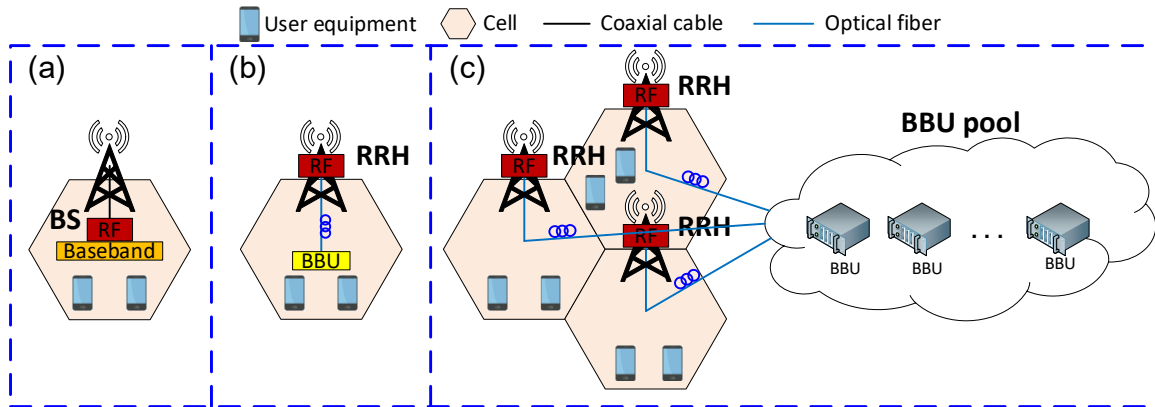 User equipment
Cell
Coaxial cable
Optical fiber
(a)
BS
RF
Baseband
(b)
RF
RRH
BBU
(c)
RF
RRH
RF
RRH
RF
RRH
BBU pool
BBU
BBU
. . .
BBU